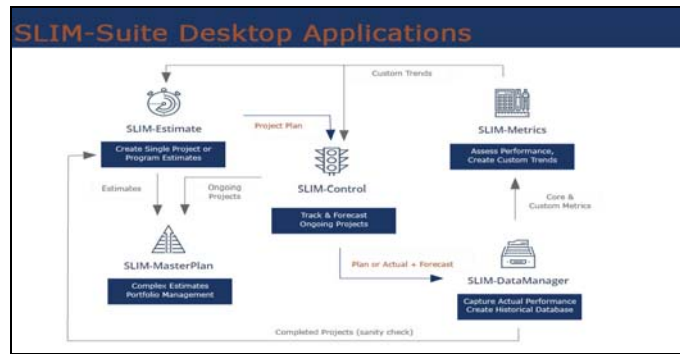 SLIM-Suite Desktop Applications
Custom Trends
SLIM-Estimate
Create Single Project or
Program Estimates
Project Plan
SLIM-Metrics
Assess Performance,
Create Custom Trends
SLIM-Control
Track & Forecast
Ongoing Projects
Estimates
Ongoing
Projects
Core &
Custom Metrics
SLIM-MasterPlan
Complex Estimates
Portfolio Management
Plan or Actual + Forecast
SLIM-DataManager
Capture Actual Performance
Create Historical Database
Completed Projects (sanity check)